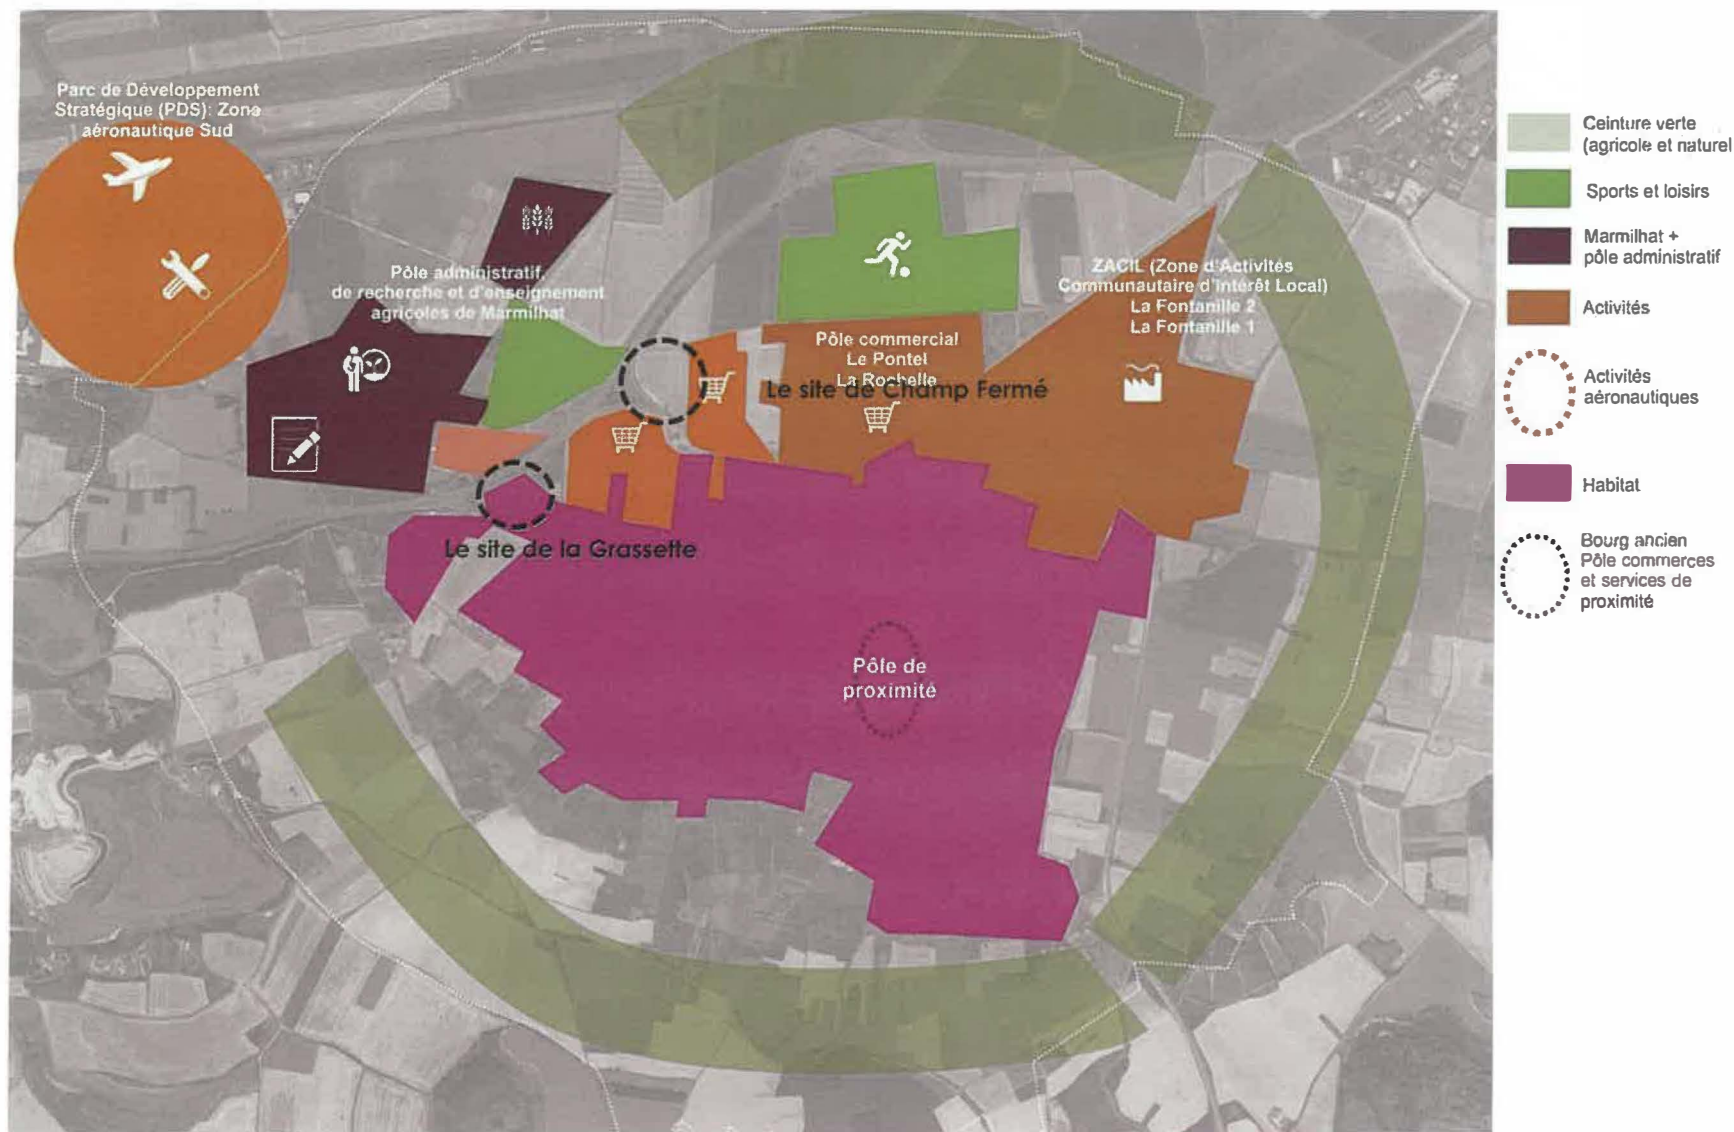 Parc de Développement
Stratégique (PDS): Zone
aéronautique Sud
Pôle administratif,
de recherche et d'enseignement
agricoles de Marmilhat
ZACIL (Zone d'Activités
Communautaire d'Intérêt Local)
La Fontanille 2
La Fontanille 1
Pôle commercial
Le Pontel
La Rochelle
Le site de Champ Fermé
Le site de la Grassette
Pôle de
proximité
Ceinture verte
(agricole et naturel
Sports et loisirs
Marmilhat +
pôle administratif
Activités
Activités
aéronautiques
Habitat
Bourg ancien
Pôle commerces
et services de
proximité